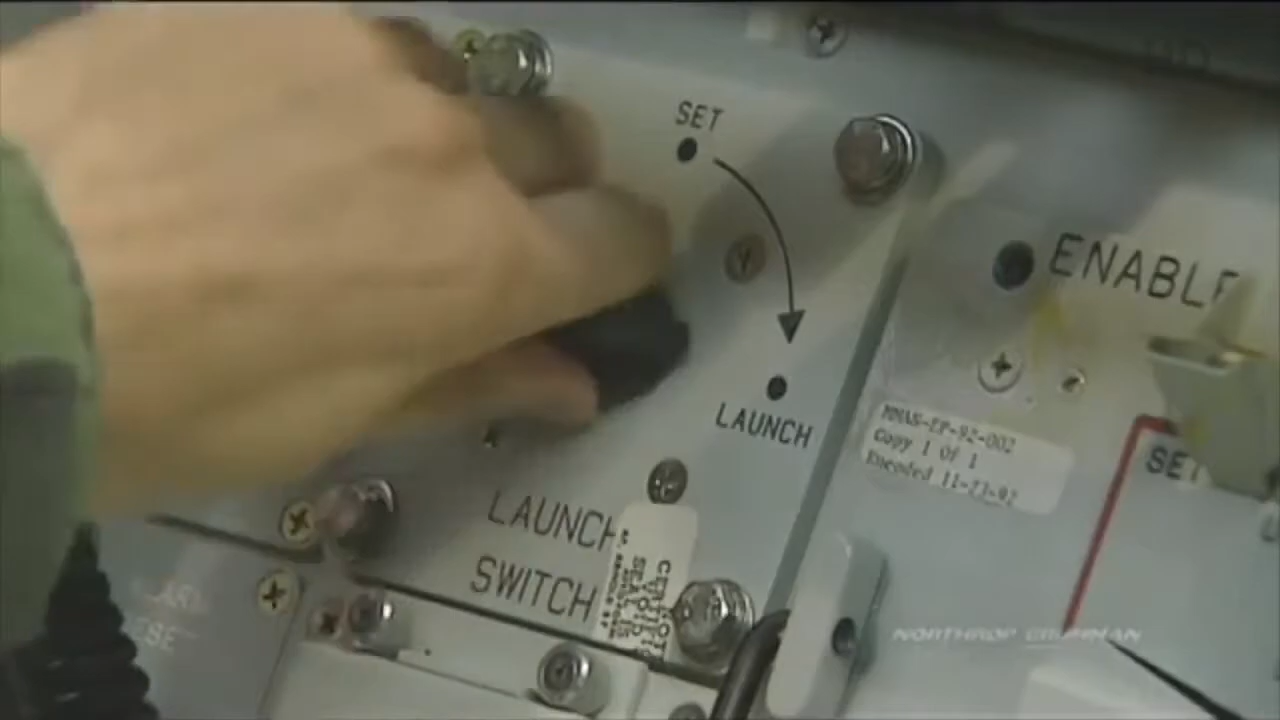 SET
ENABLE
LAUNCH
MMAS-EP-92-002
Copy 1 Of 1
Encoded 11-23-92
SET
LAUNCH
SWITCH
NORTHROP GRUMMAN